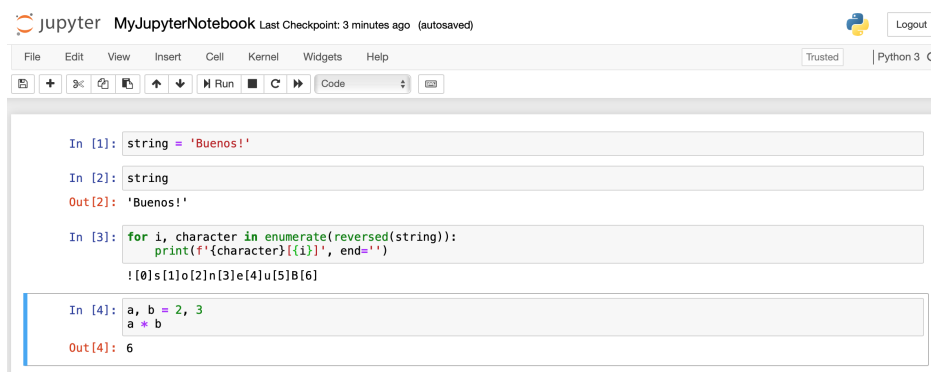 jupyter MyJupyterNotebook Last Checkpoint: 3 minutes ago (autosaved) Logout
File Edit View Insert Cell Kernel Widgets Help Trusted Python 3
Run Code
In [1]: string = 'Buenos!'
In [2]: string
Out[2]: 'Buenos!'
In [3]: for i, character in enumerate(reversed(string)):
print(f'{character}[{i}]', end='')
![0]s[1]o[2]n[3]e[4]u[5]B[6]
In [4]: a, b = 2, 3
a * b
Out[4]: 6